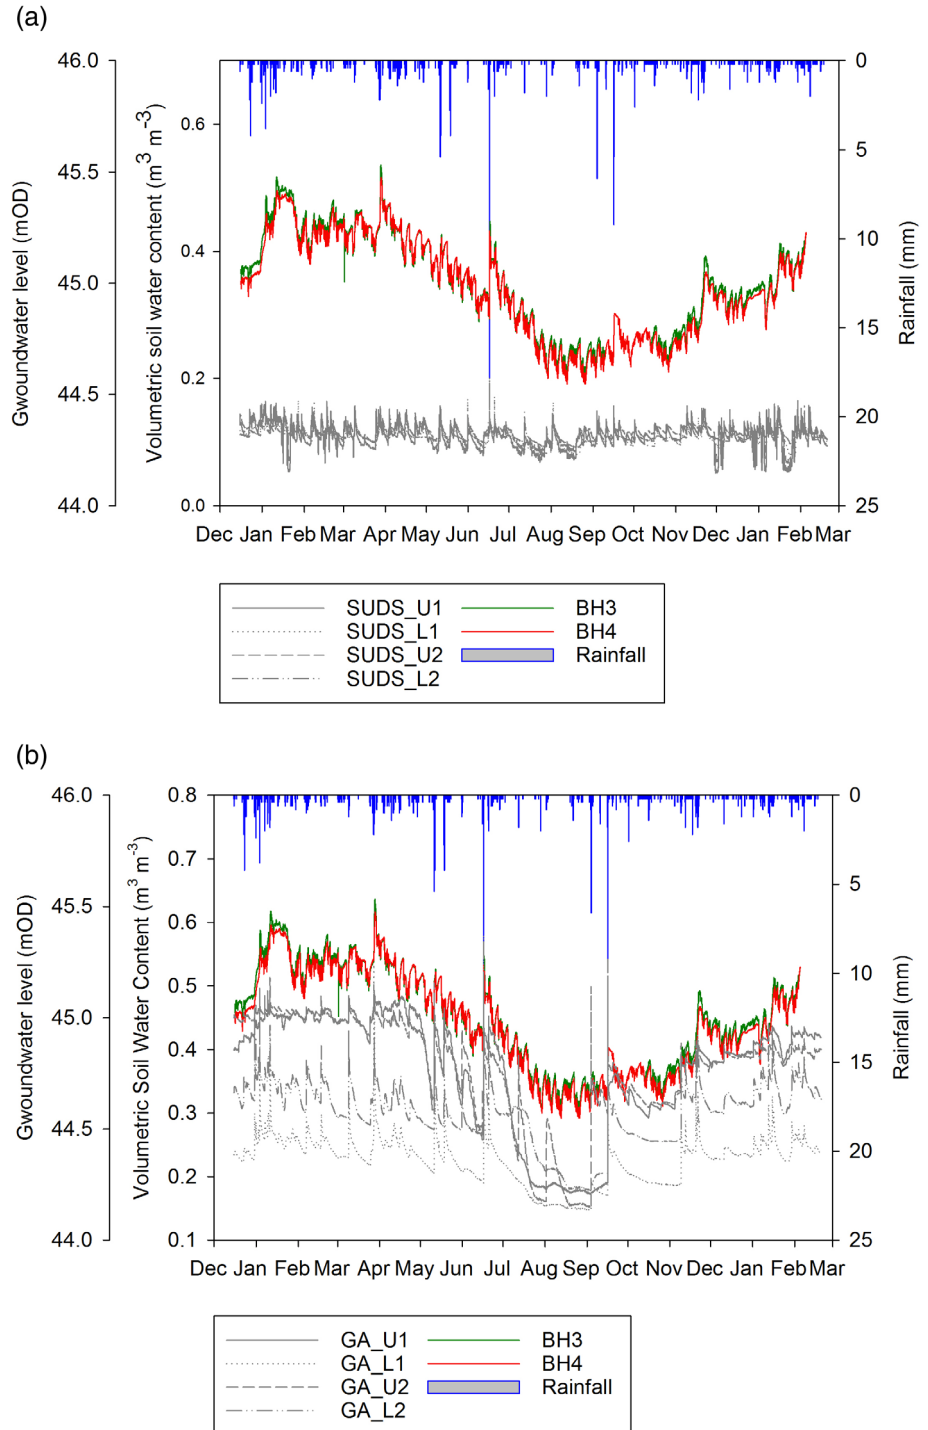 (a)
46.0
45.5
45.0
44.5
44.0
Gwoundwater level (mOD)
0.6
0.4
0.2
0.0
Volumetric soil water content (m3 m-3)
0
5
10
15
20
25
Rainfall (mm)
Dec Jan Feb Mar Apr May Jun Jul Aug Sep Oct Nov Dec Jan Feb Mar
SUDS_U1 BH3
SUDS_L1 BH4
SUDS_U2 Rainfall
SUDS_L2
(b)
46.0
45.5
45.0
44.5
44.0
Gwoundwater level (mOD)
0.8
0.7
0.6
0.5
0.4
0.3
0.2
0.1
Volumetric Soil Water Content (m3 m-3)
0
5
10
15
20
25
Rainfall (mm)
Dec Jan Feb Mar Apr May Jun Jul Aug Sep Oct Nov Dec Jan Feb Mar
GA_U1 BH3
GA_L1 BH4
GA_U2 Rainfall
GA_L2